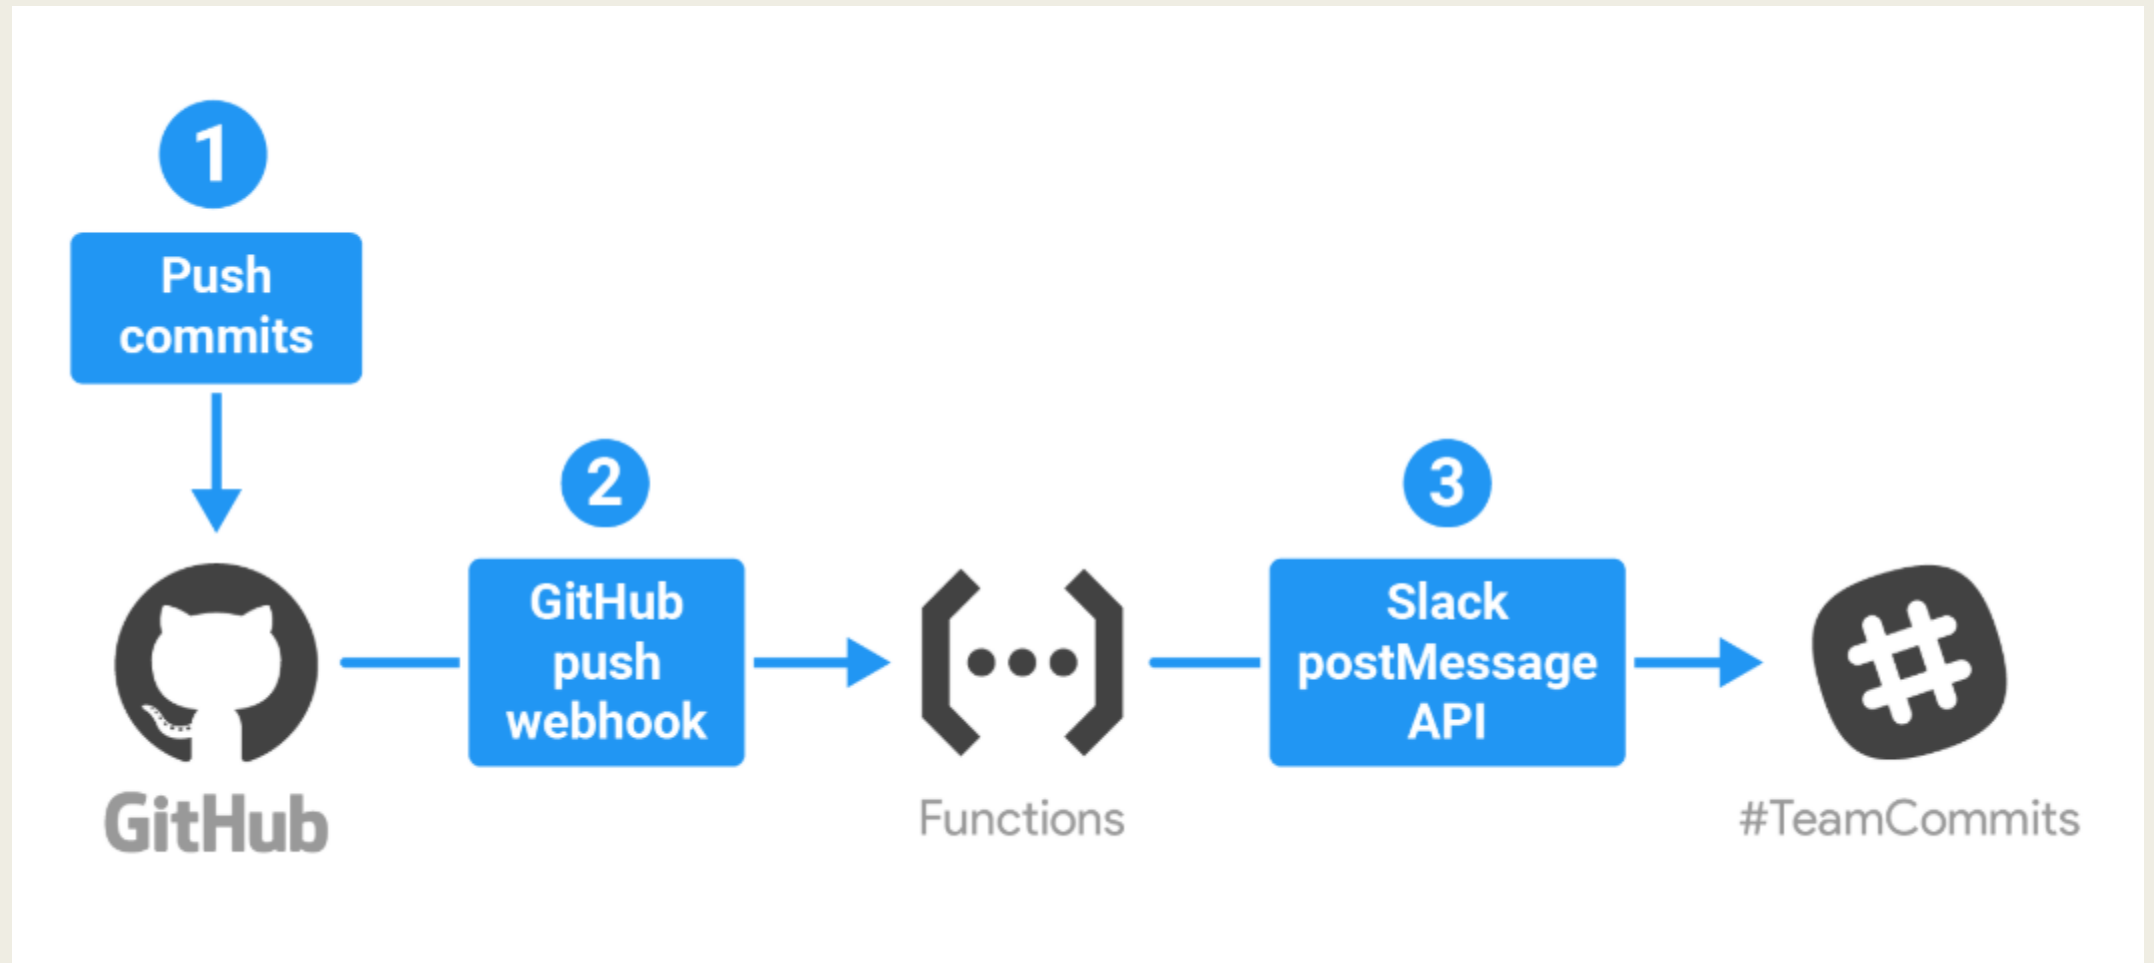 1
Push
commits
2
GitHub
push
webhook
3
Slack
postMessage
API
GitHub
Functions
#TeamCommits